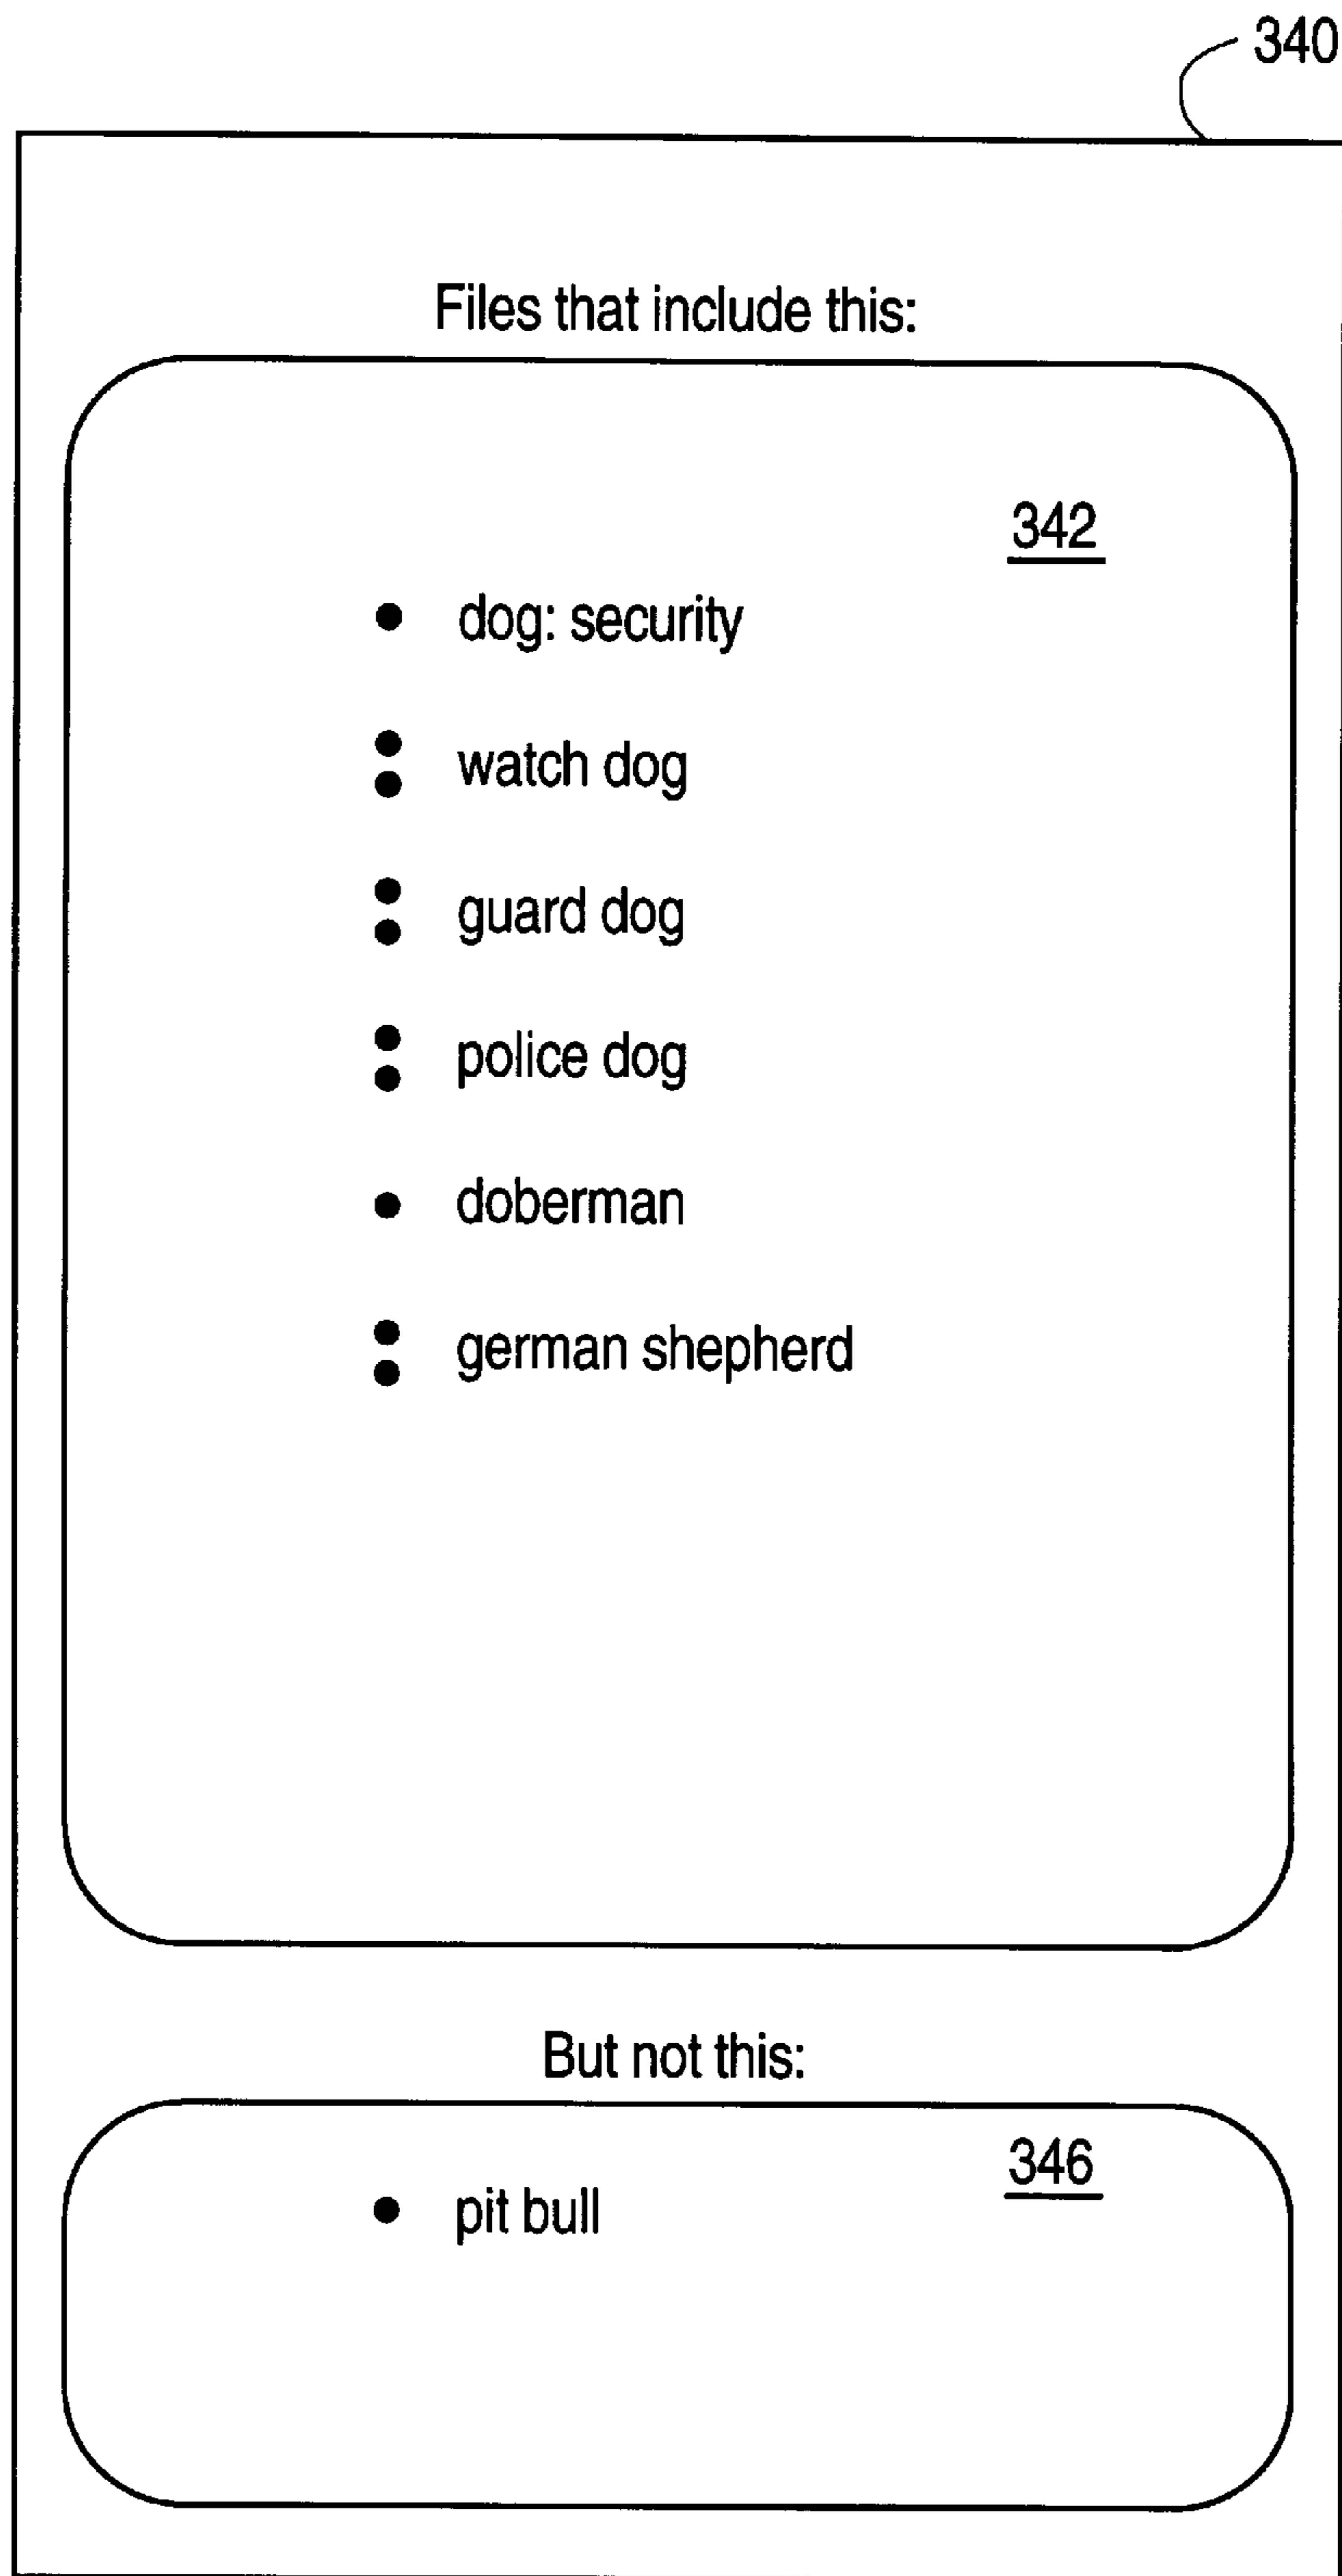 340
Files that include this:
342
• dog: security
: watch dog
: guard dog
: police dog
• doberman
: german shepherd
But not this:
346
• pit bull